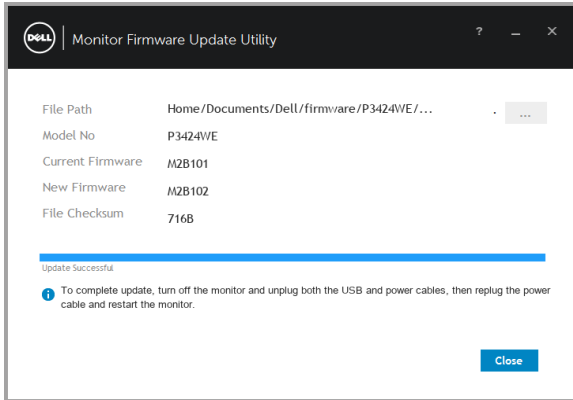 DELL Monitor Firmware Update Utility ? _ ×
File Path Home/Documents/Dell/firmware/P3424WE/... . ...
Model No P3424WE
Current Firmware M2B101
New Firmware M2B102
File Checksum 716B
Update Successful
To complete update, turn off the monitor and unplug both the USB and power cables, then replug the power
cable and restart the monitor.
Close